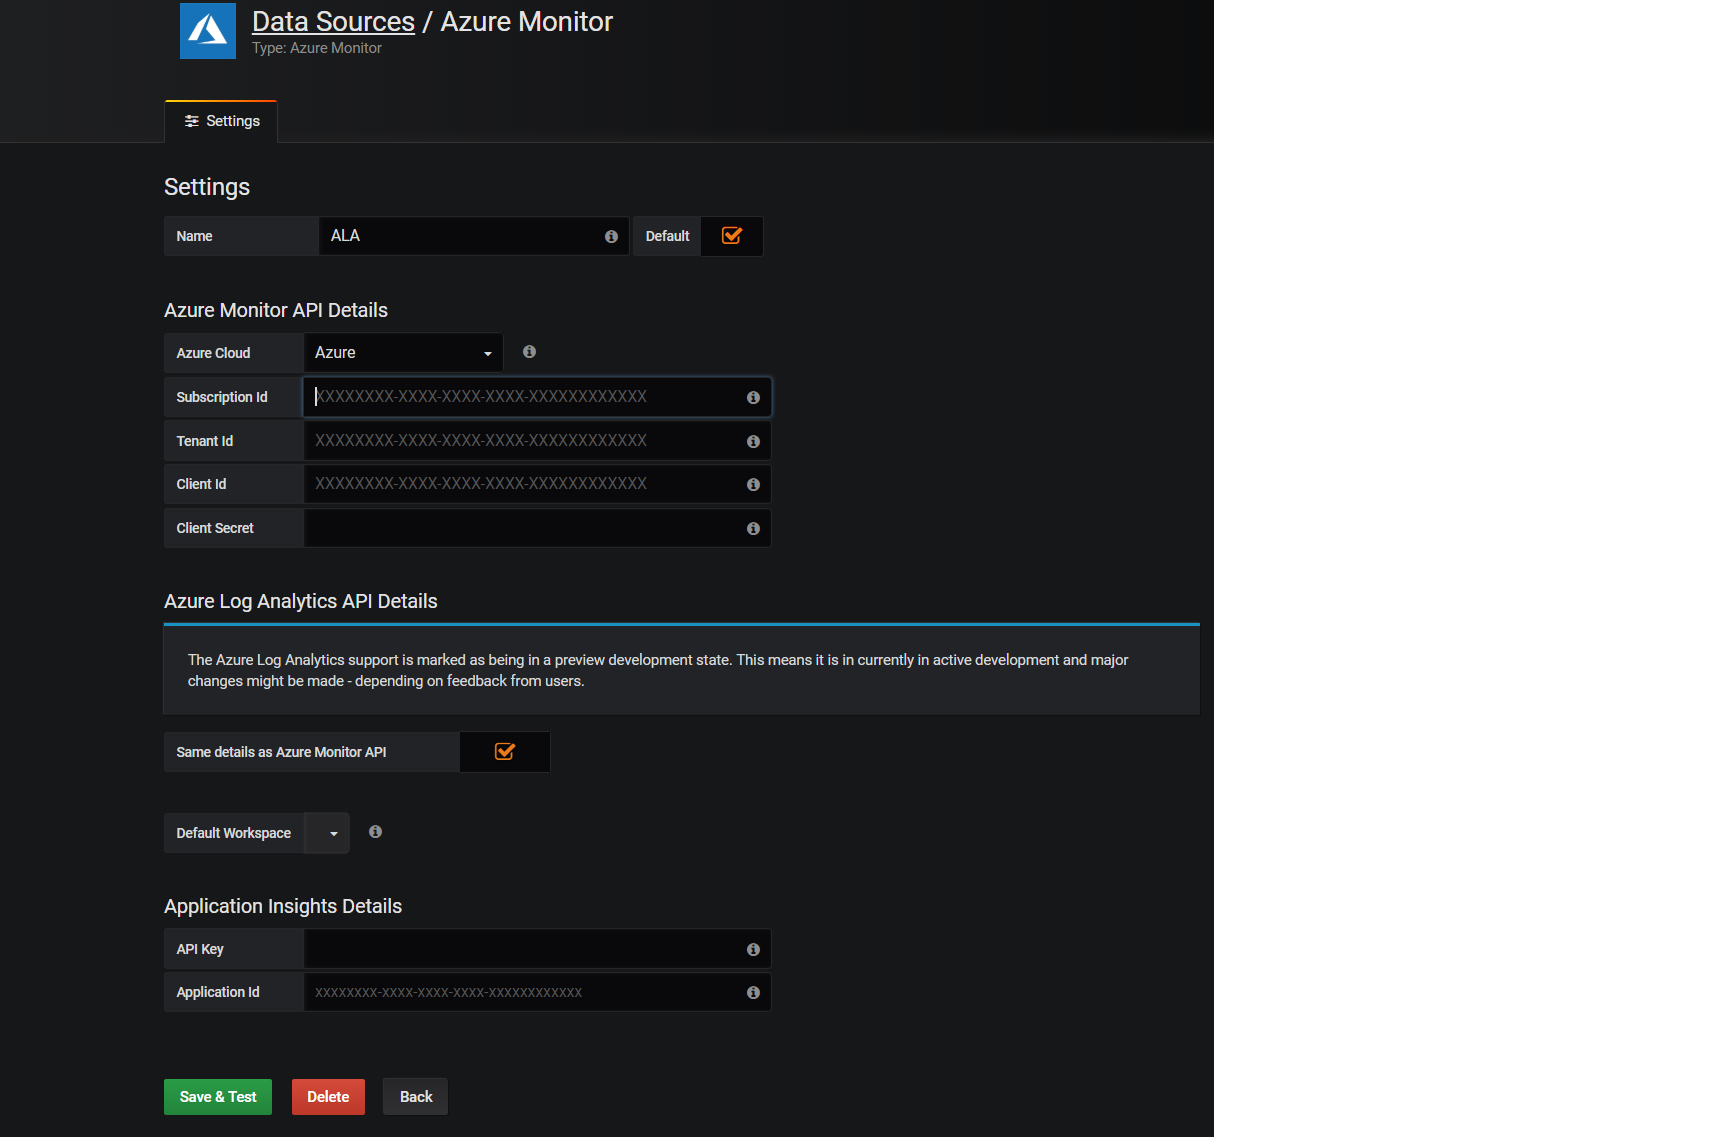 Data Sources / Azure Monitor
Type: Azure Monitor
Settings
Settings
Name ALA Default
Azure Monitor API Details
Azure Cloud Azure
Subscription Id XXXXXXXX-XXXX-XXXX-XXXX-XXXXXXXXXXXX
Tenant Id XXXXXXXX-XXXX-XXXX-XXXX-XXXXXXXXXXXX
Client Id XXXXXXXX-XXXX-XXXX-XXXX-XXXXXXXXXXXX
Client Secret
Azure Log Analytics API Details
The Azure Log Analytics support is marked as being in a preview development state. This means it is in currently in active development and major
changes might be made - depending on feedback from users.
Same details as Azure Monitor API
Default Workspace
Application Insights Details
API Key
Application Id xxxxxxxx-xxxx-xxxx-xxxx-xxxxxxxxxxxx
Save & Test Delete Back